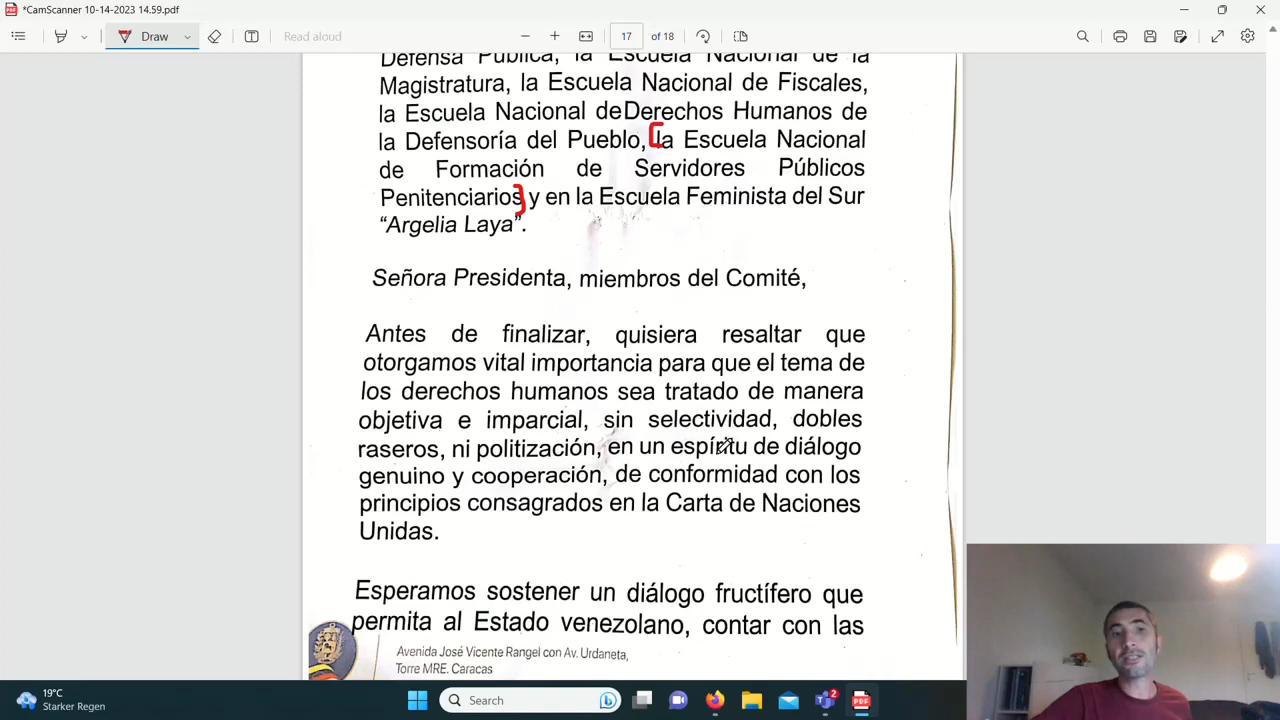 *CamScanner 10-14-2023 14.59.pdf
Draw
Read aloud
17
of 18
Defensa Pública, la Escuela Nacional de la
Magistratura, la Escuela Nacional de Fiscales,
la Escuela Nacional deDerechos Humanos de
la Defensoría del Pueblo, la Escuela Nacional
de Formación de Servidores Públicos
Penitenciarios y en la Escuela Feminista del Sur
“Argelia Laya”.
Señora Presidenta, miembros del Comité,
Antes de finalizar, quisiera resaltar que
otorgamos vital importancia para que el tema de
los derechos humanos sea tratado de manera
objetiva e imparcial, sin selectividad, dobles
raseros, ni politización, en un espíritu de diálogo
genuino y cooperación, de conformidad con los
principios consagrados en la Carta de Naciones
Unidas.
Esperamos sostener un diálogo fructífero que
permita al Estado venezolano, contar con las
Avenida José Vicente Rangel con Av. Urdaneta,
Torre MRE. Caracas
19°C
Starker Regen
Search
2
PDF